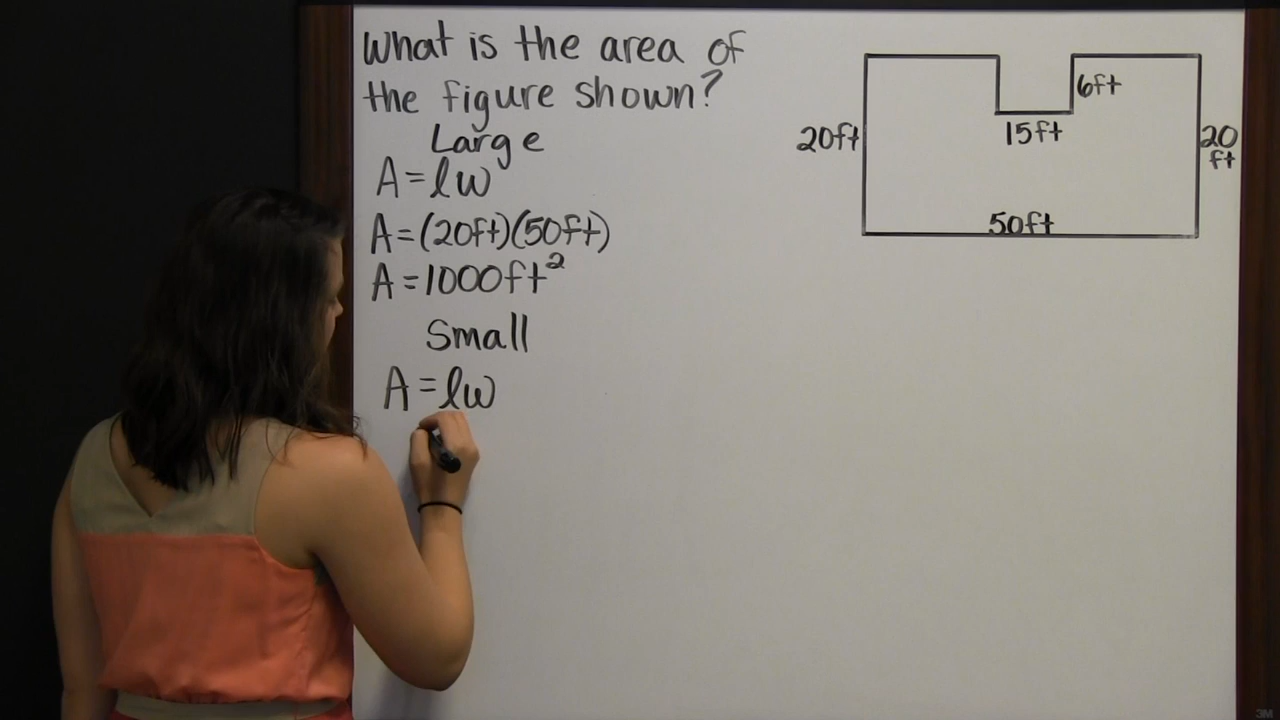 What is the area of
the figure shown?
Large
A=lw
A=(20ft)(50ft)
A=1000ft²
Small
A=lw
6ft
15ft
20ft
20
ft
50ft
3M